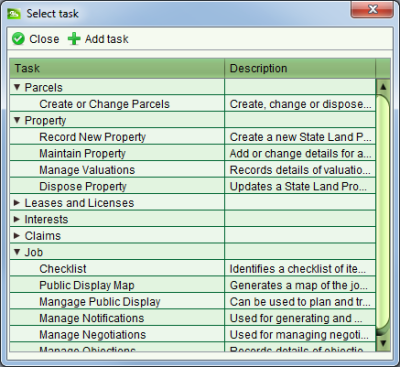 Select task
Close Add task
Task Description
Parcels
Create or Change Parcels Create, change or dispose...
Property
Record New Property Create a new State Land P...
Maintain Property Add or change details for a...
Manage Valuations Records details of valuatio...
Dispose Property Updates a State Land Pro...
Leases and Licenses
Interests
Claims
Job
Checklist Identifies a checklist of ite...
Public Display Map Generates a map of the jo...
Mangage Public Display Can be used to plan and tr...
Manage Notifications Used for generating and ...
Manage Negotiations Used for managing negoti...
Manage Objections Records details of objectio...